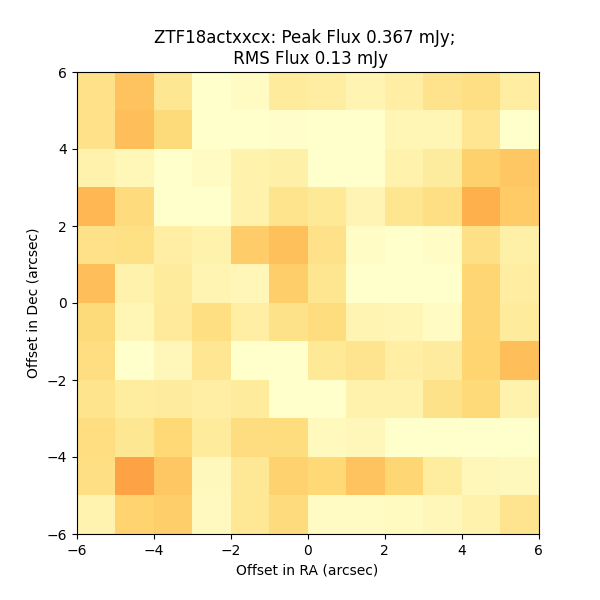 ZTF18actxxcx: Peak Flux 0.367 mJy;
RMS Flux 0.13 mJy
6
4
2
0
−2
−4
−6
Offset in Dec (arcsec)
−6 −4 −2 0 2 4 6
Offset in RA (arcsec)